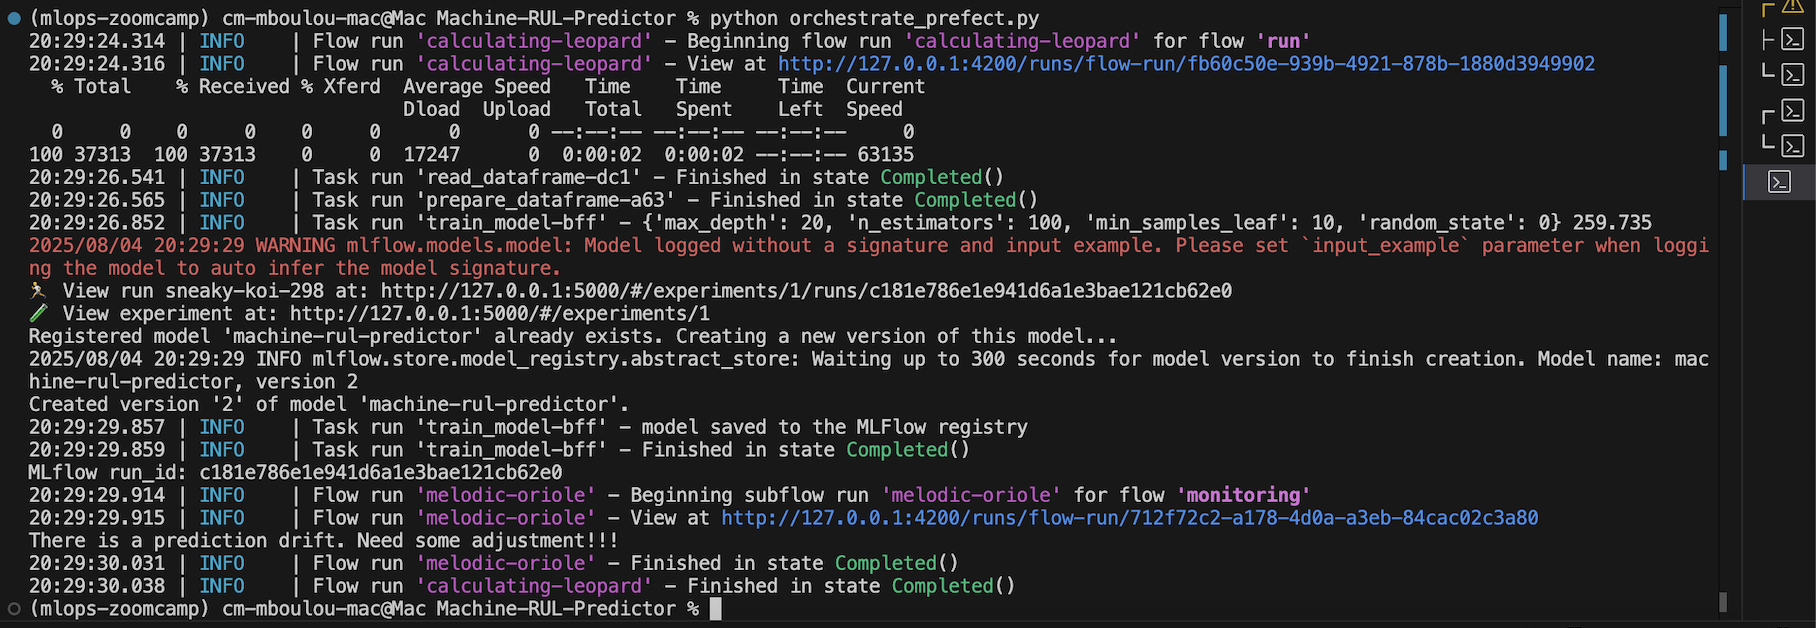 (mlops-zoomcamp) cm-mboulou-mac@Mac Machine-RUL-Predictor % python orchestrate_prefect.py
20:29:24.314 | INFO    | Flow run 'calculating-leopard' - Beginning flow run 'calculating-leopard' for flow 'run'
20:29:24.316 | INFO    | Flow run 'calculating-leopard' - View at http://127.0.0.1:4200/runs/flow-run/fb60c50e-939b-4921-878b-1880d3949902
  % Total    % Received % Xferd  Average Speed   Time    Time     Time  Current
                                 Dload  Upload   Total   Spent    Left  Speed
  0     0    0     0    0     0      0      0 --:--:-- --:--:-- --:--:--     0
100 37313  100 37313    0     0  17247      0  0:00:02  0:00:02 --:--:-- 63135
20:29:26.541 | INFO    | Task run 'read_dataframe-dc1' - Finished in state Completed()
20:29:26.565 | INFO    | Task run 'prepare_dataframe-a63' - Finished in state Completed()
20:29:26.852 | INFO    | Task run 'train_model-bff' - {'max_depth': 20, 'n_estimators': 100, 'min_samples_leaf': 10, 'random_state': 0} 259.735
2025/08/04 20:29:29 WARNING mlflow.models.model: Model logged without a signature and input example. Please set `input_example` parameter when loggi
ng the model to auto infer the model signature.
🏃 View run sneaky-koi-298 at: http://127.0.0.1:5000/#/experiments/1/runs/c181e786e1e941d6a1e3bae121cb62e0
🧪 View experiment at: http://127.0.0.1:5000/#/experiments/1
Registered model 'machine-rul-predictor' already exists. Creating a new version of this model...
2025/08/04 20:29:29 INFO mlflow.store.model_registry.abstract_store: Waiting up to 300 seconds for model version to finish creation. Model name: mac
hine-rul-predictor, version 2
Created version '2' of model 'machine-rul-predictor'.
20:29:29.857 | INFO    | Task run 'train_model-bff' - model saved to the MLFlow registry
20:29:29.859 | INFO    | Task run 'train_model-bff' - Finished in state Completed()
MLflow run_id: c181e786e1e941d6a1e3bae121cb62e0
20:29:29.914 | INFO    | Flow run 'melodic-oriole' - Beginning subflow run 'melodic-oriole' for flow 'monitoring'
20:29:29.915 | INFO    | Flow run 'melodic-oriole' - View at http://127.0.0.1:4200/runs/flow-run/712f72c2-a178-4d0a-a3eb-84cac02c3a80
There is a prediction drift. Need some adjustment!!!
20:29:30.031 | INFO    | Flow run 'melodic-oriole' - Finished in state Completed()
20:29:30.038 | INFO    | Flow run 'calculating-leopard' - Finished in state Completed()
(mlops-zoomcamp) cm-mboulou-mac@Mac Machine-RUL-Predictor %